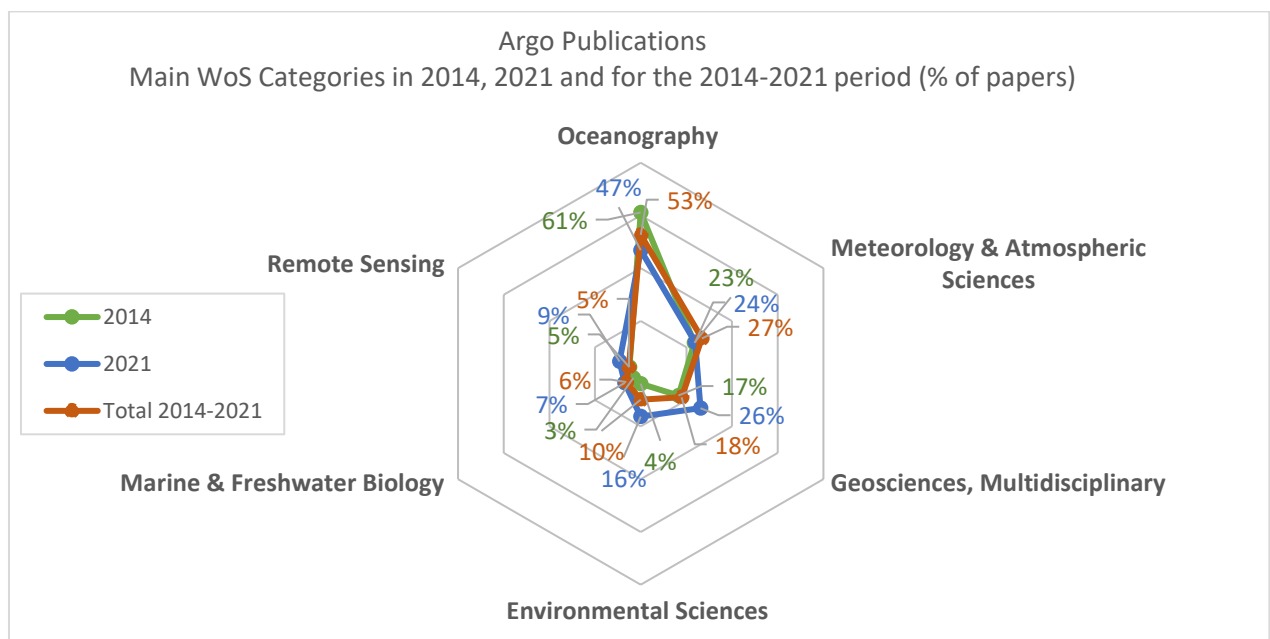 Argo Publications
Main WoS Categories in 2014, 2021 and for the 2014-2021 period (% of papers)
Oceanography
47%
53%
61%
Meteorology & Atmospheric
Sciences
Remote Sensing
23%
5%
24%
9%
27%
5%
2014
2021
Total 2014-2021
6%
17%
7%
26%
3%
10%
18%
4%
16%
Marine & Freshwater Biology
Geosciences, Multidisciplinary
Environmental Sciences